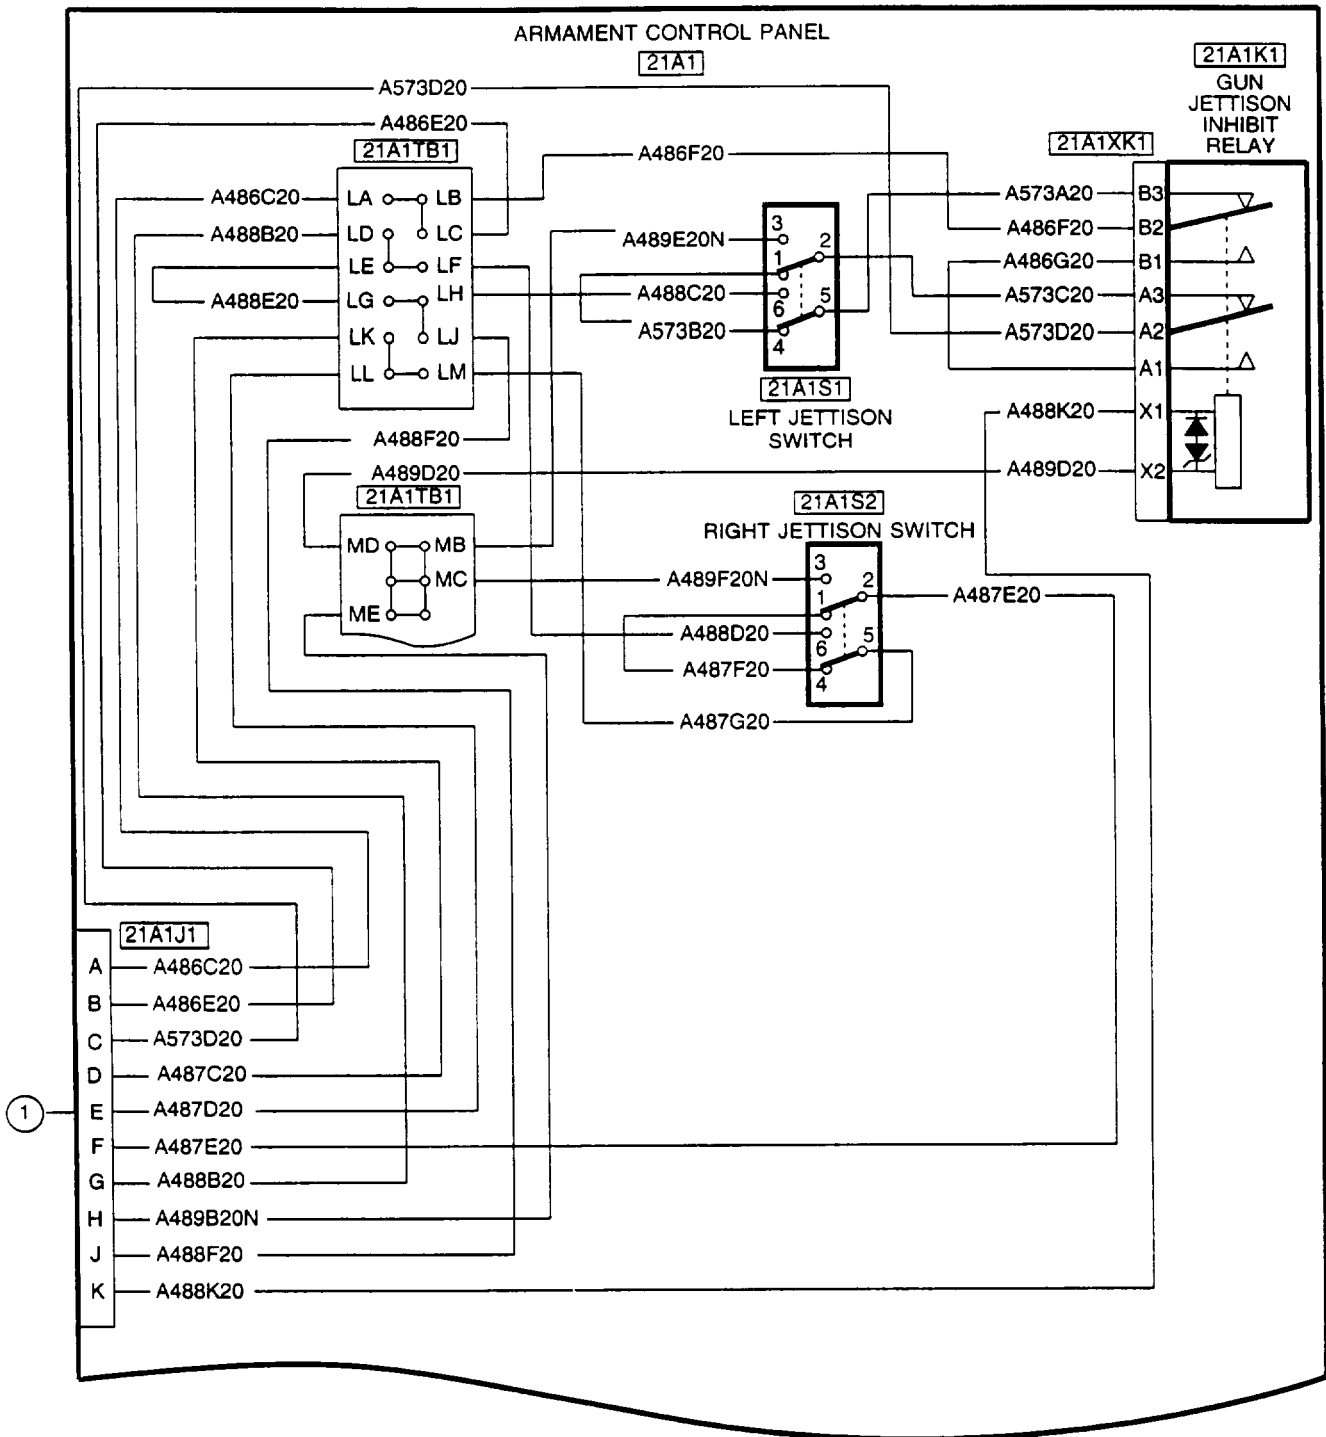 ARMAMENT CONTROL PANEL
21A1
21A1K1
GUN
JETTISON
INHIBIT
RELAY
A573D20
A486E20
21A1TB1
A486F20
21A1XK1
A486C20
LA
LB
A573A20
B3
A488B20
LD
LC
A489E20N
3
2
A486F20
B2
LE
LF
1
A486G20
B1
A488E20
LG
LH
A488C20
6
5
A573C20
A3
LK
LJ
A573B20
4
A573D20
A2
LL
LM
A1
21A1S1
LEFT JETTISON
SWITCH
A488K20
X1
A488F20
A489D20
A489D20
X2
21A1TB1
21A1S2
RIGHT JETTISON SWITCH
MD
MB
3
MC
A489F20N
2
1
A487E20
ME
A488D20
6
5
A487F20
4
A487G20
21A1J1
A
A486C20
B
A486E20
C
A573D20
D
A487C20
1
E
A487D20
F
A487E20
G
A488B20
H
A489B20N
J
A488F20
K
A488K20